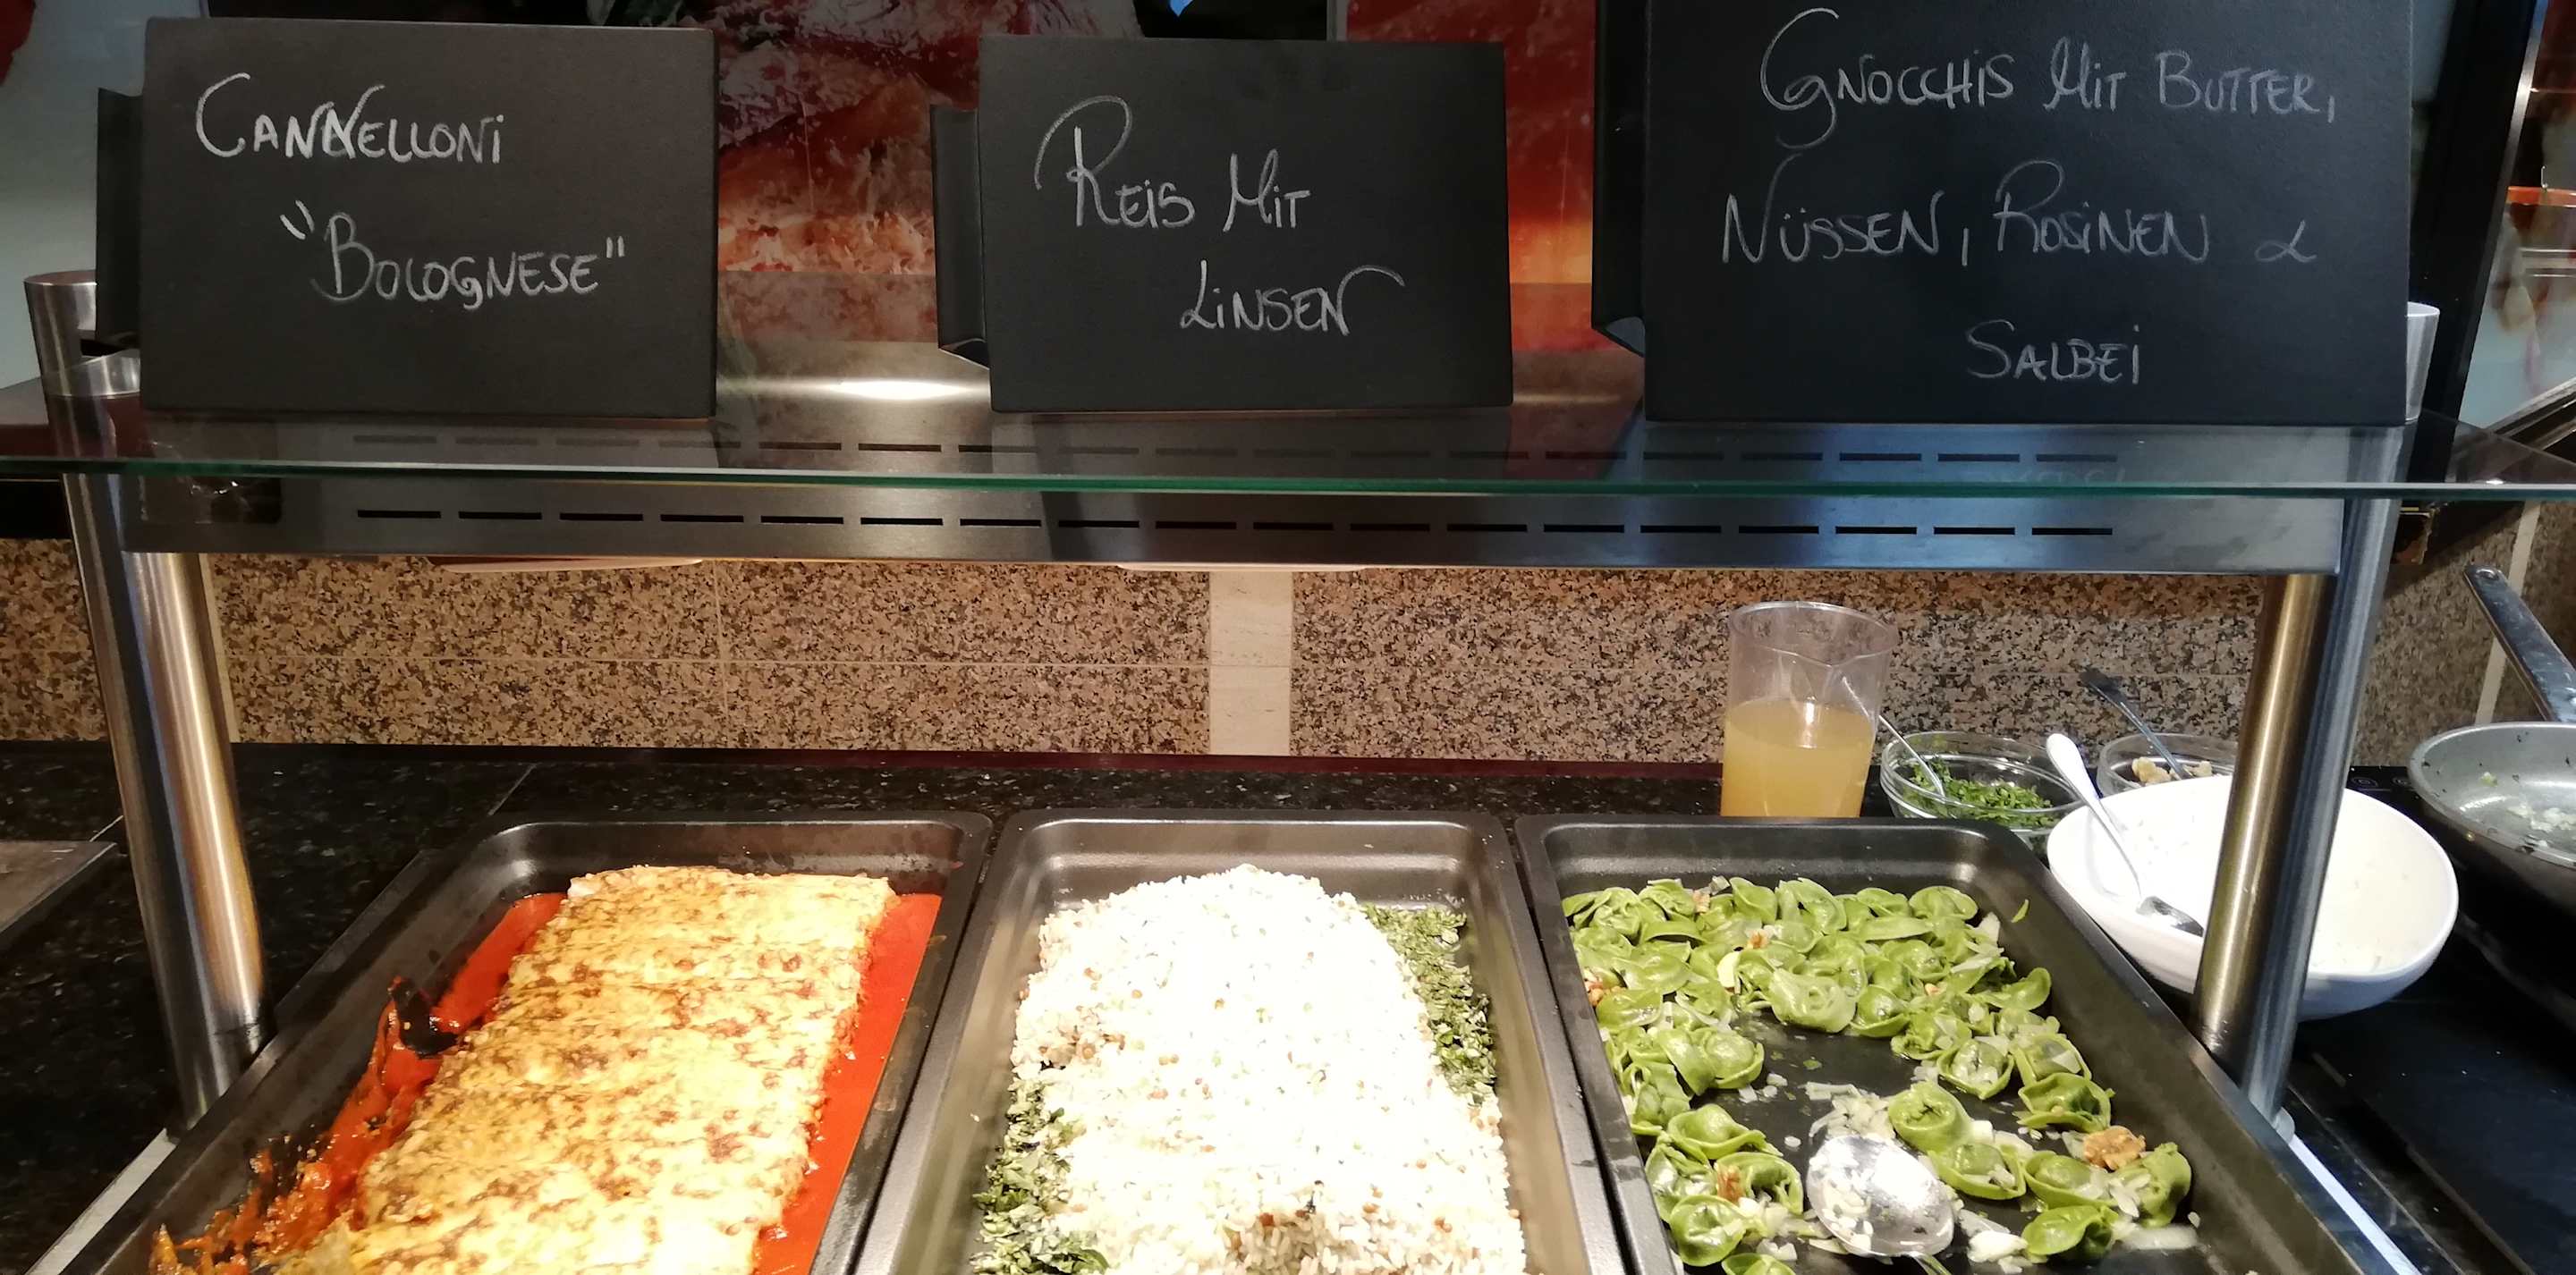 CANNELLONi
"BOLOGNESE"
REiS MiT
LiNSEN
GNOCCHiS MiT BUTTER,
NÜSSEN, ROSiNEN &
SALBEi